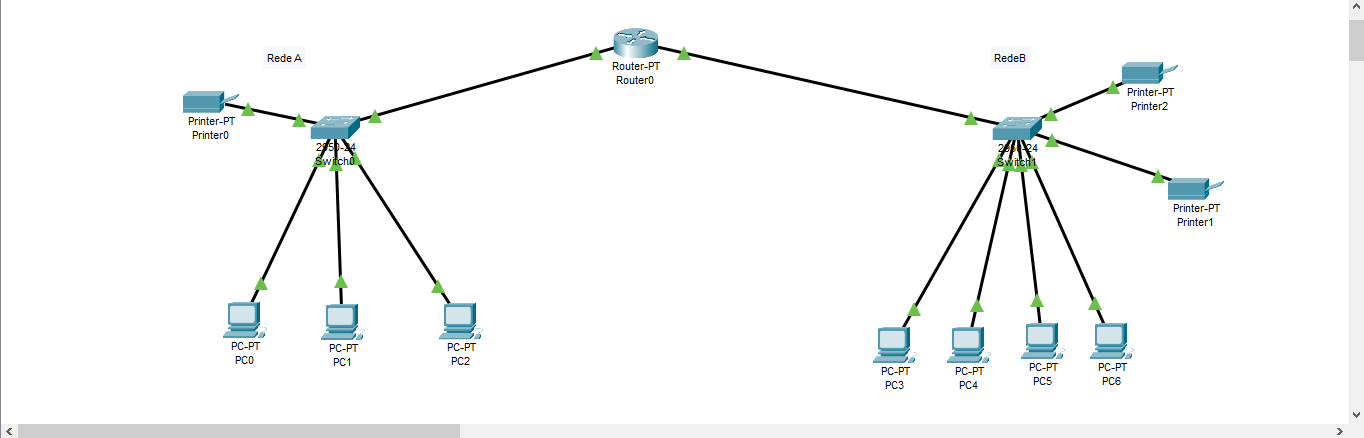 Rede A
Router-PT
Router0
RedeB
Printer-PT
Printer0
2950-24
Switch0
Printer-PT
Printer2
2950-24
Switch1
Printer-PT
Printer1
PC-PT
PC0
PC-PT
PC1
PC-PT
PC2
PC-PT
PC3
PC-PT
PC4
PC-PT
PC5
PC-PT
PC6